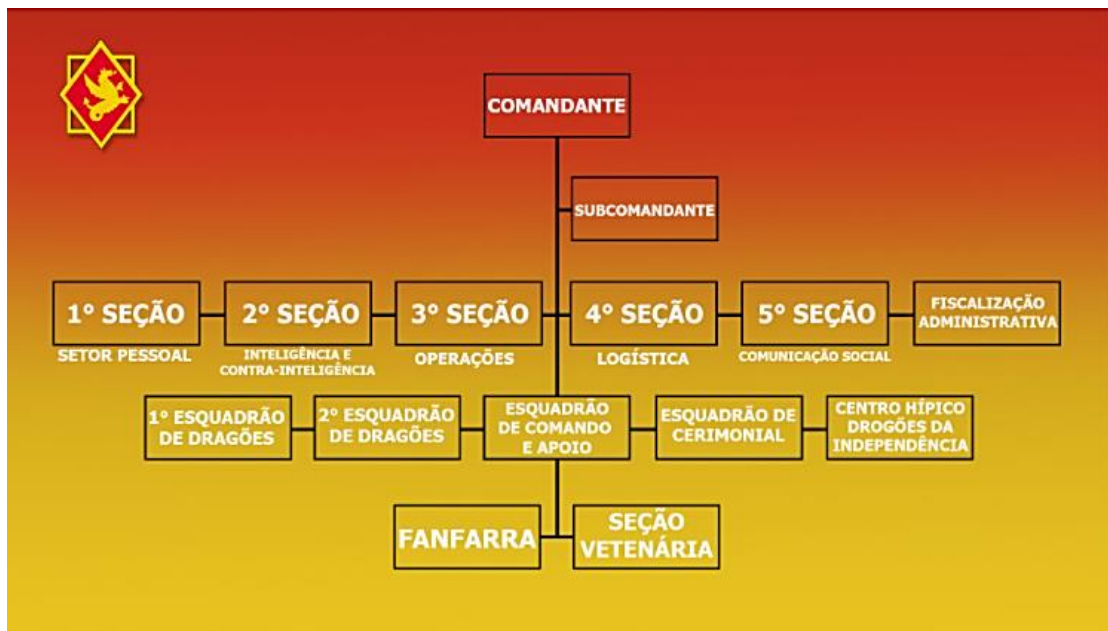 COMANDANTE
SUBCOMANDANTE
1° SEÇÃO
SETOR PESSOAL
2° SEÇÃO
INTELIGÊNCIA E
CONTRA-INTELIGÊNCIA
3° SEÇÃO
OPERAÇÕES
4° SEÇÃO
LOGÍSTICA
5° SEÇÃO
COMUNICAÇÃO SOCIAL
FISCALIZAÇÃO
ADMINISTRATIVA
1° ESQUADRÃO
DE DRAGÕES
2° ESQUADRÃO
DE DRAGÕES
ESQUADRÃO
DE COMANDO
E APOIO
ESQUADRÃO DE
CERIMONIAL
CENTRO HÍPICO
DROGÕES DA
INDEPENDÊNCIA
FANFARRA
SEÇÃO
VETENÁRIA